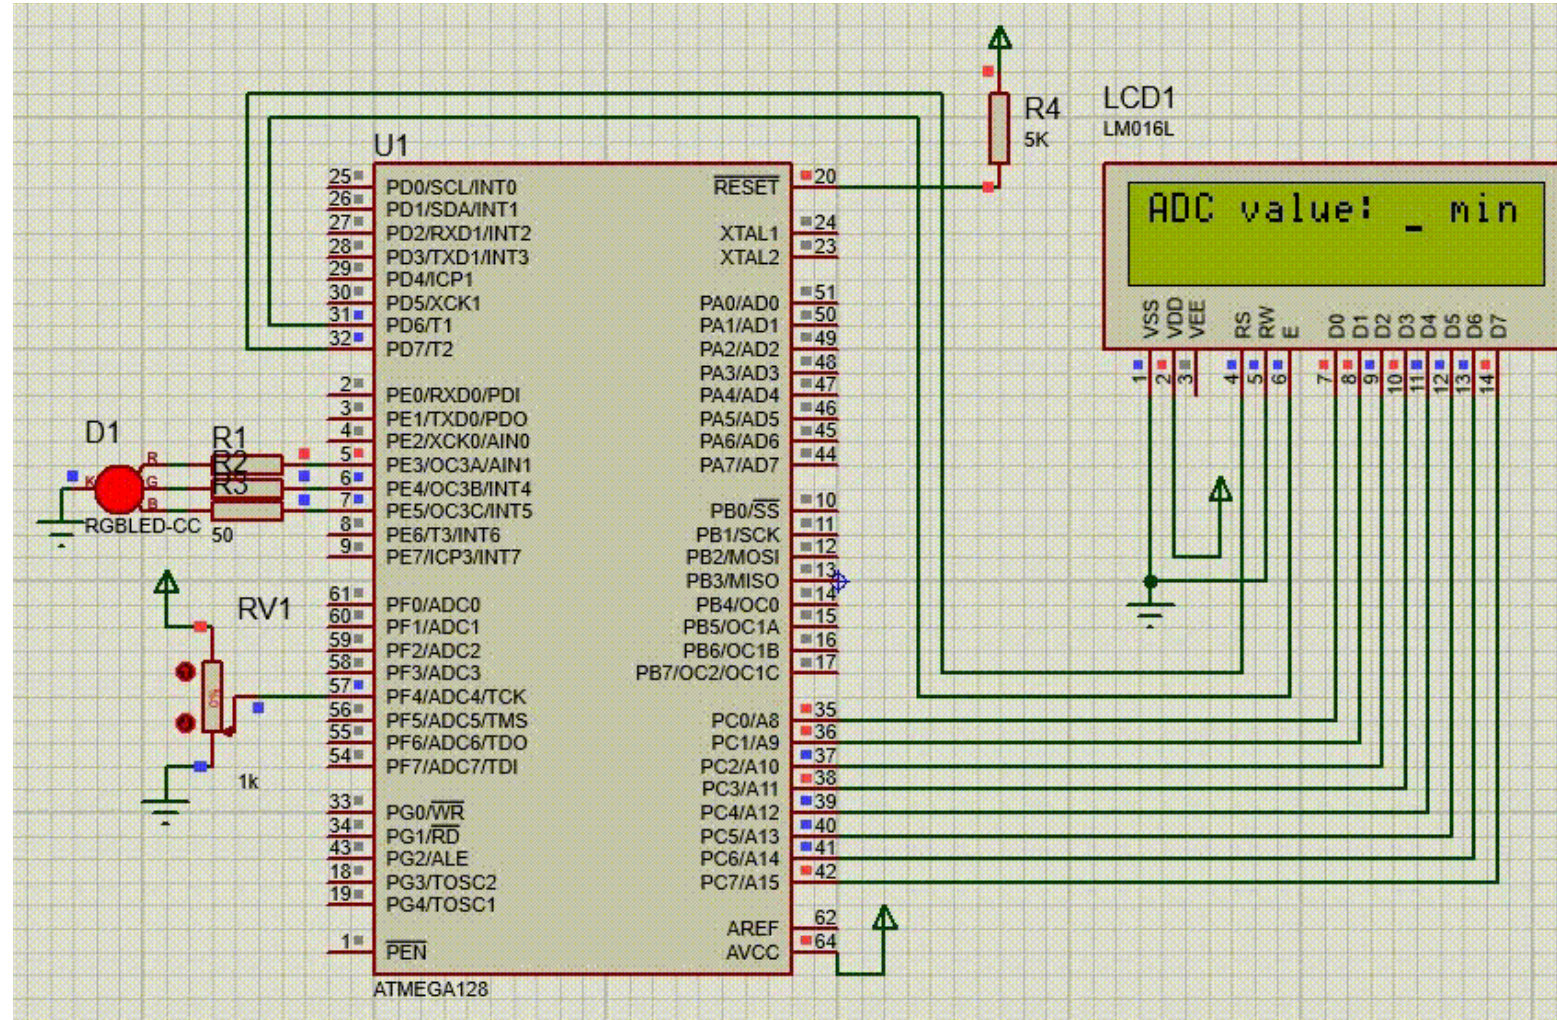 U1
25 PD0/SCL/INT0
26 PD1/SDA/INT1
27 PD2/RXD1/INT2
28 PD3/TXD1/INT3
29 PD4/ICP1
30 PD5/XCK1
31 PD6/T1
32 PD7/T2
2 PE0/RXD0/PDI
3 PE1/TXD0/PDO
4 PE2/XCK0/AIN0
5 PE3/OC3A/AIN1
6 PE4/OC3B/INT4
7 PE5/OC3C/INT5
8 PE6/T3/INT6
9 PE7/ICP3/INT7
61 PF0/ADC0
60 PF1/ADC1
59 PF2/ADC2
58 PF3/ADC3
57 PF4/ADC4/TCK
56 PF5/ADC5/TMS
55 PF6/ADC6/TDO
54 PF7/ADC7/TDI
33 PG0/WR
34 PG1/RD
43 PG2/ALE
18 PG3/TOSC2
19 PG4/TOSC1
1 PEN
RESET 20
XTAL1 24
XTAL2 23
PA0/AD0 51
PA1/AD1 50
PA2/AD2 49
PA3/AD3 48
PA4/AD4 47
PA5/AD5 46
PA6/AD6 45
PA7/AD7 44
PB0/SS 10
PB1/SCK 11
PB2/MOSI 12
PB3/MISO 13
PB4/OC0 14
PB5/OC1A 15
PB6/OC1B 16
PB7/OC2/OC1C 17
PC0/A8 35
PC1/A9 36
PC2/A10 37
PC3/A11 38
PC4/A12 39
PC5/A13 40
PC6/A14 41
PC7/A15 42
AREF 62
AVCC 64
ATMEGA128
D1
R
K G
B
RGBLED-CC
R1
R2
R3
50
RV1
0%
1k
R4
5K
LCD1
LM016L
ADC value: _ min
VSS VDD VEE RS RW E D0 D1 D2 D3 D4 D5 D6 D7
1 2 3 4 5 6 7 8 9 10 11 12 13 14